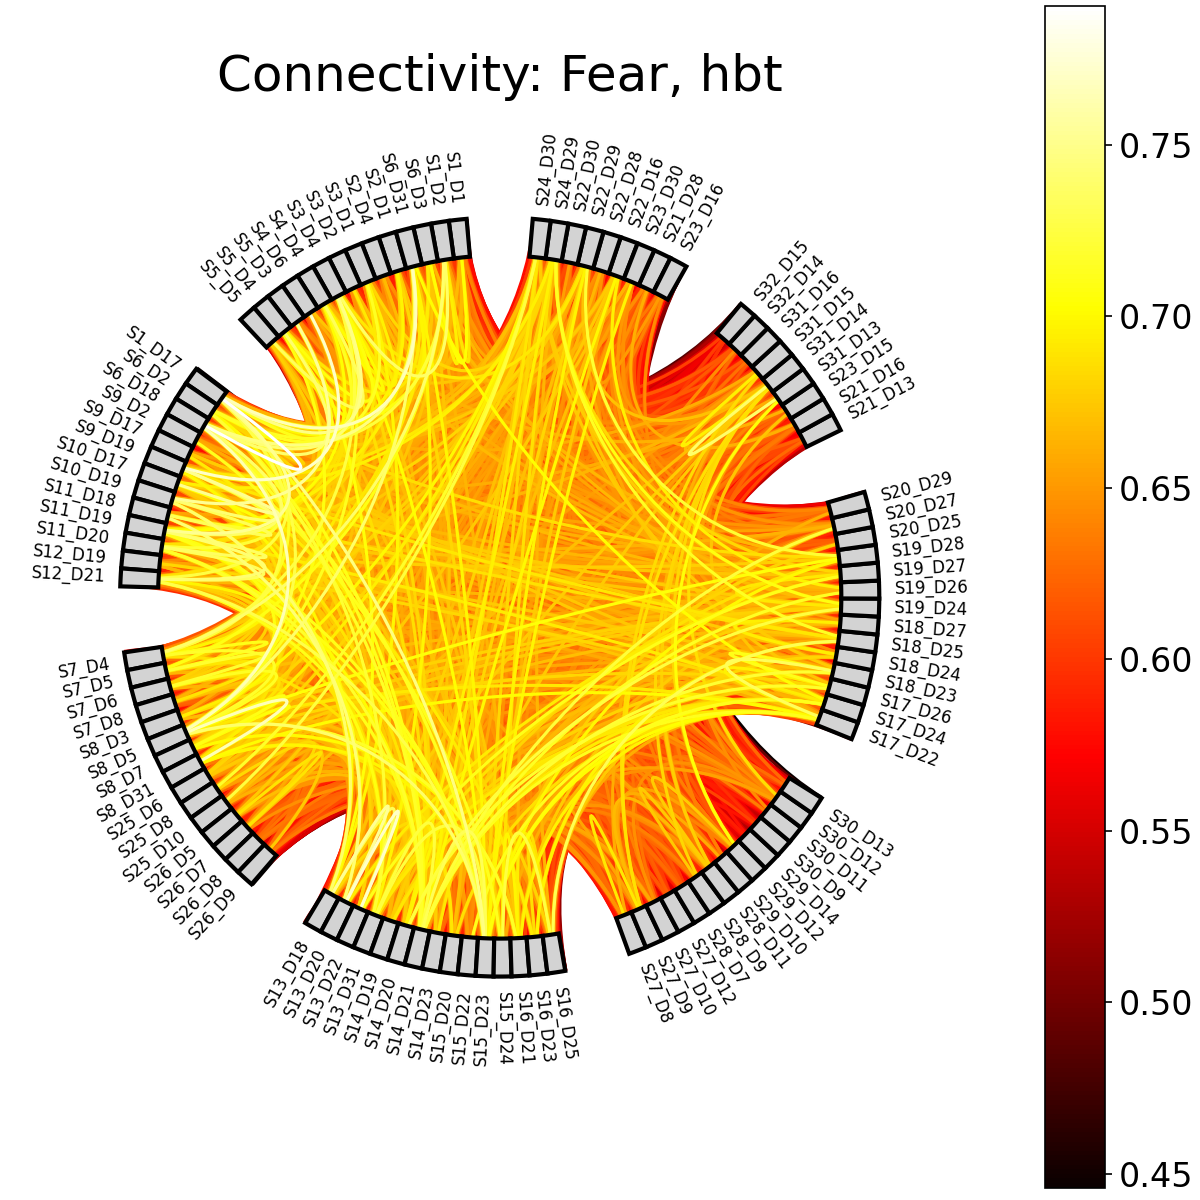 Connectivity: Fear, hbt
S1_D1
S1_D2
S6_D3
S6_D31
S2_D1
S2_D4
S3_D1
S3_D2
S3_D4
S4_D4
S4_D6
S5_D3
S5_D4
S5_D5
S1_D17
S6_D2
S6_D18
S9_D2
S9_D17
S9_D19
S10_D17
S10_D19
S11_D18
S11_D19
S11_D20
S12_D19
S12_D21
S7_D4
S7_D5
S7_D6
S7_D8
S8_D3
S8_D5
S8_D7
S8_D31
S25_D6
S25_D8
S25_D10
S26_D5
S26_D7
S26_D8
S26_D9
S13_D18
S13_D20
S13_D22
S13_D31
S14_D19
S14_D20
S14_D21
S14_D23
S15_D20
S15_D22
S15_D23
S15_D24
S16_D21
S16_D23
S16_D25
S27_D8
S27_D9
S27_D10
S27_D12
S28_D7
S28_D9
S28_D11
S29_D10
S29_D12
S29_D14
S30_D9
S30_D11
S30_D12
S30_D13
S17_D22
S17_D24
S17_D26
S18_D23
S18_D24
S18_D25
S18_D27
S19_D24
S19_D26
S19_D27
S19_D28
S20_D25
S20_D27
S20_D29
S21_D13
S21_D16
S23_D15
S31_D13
S31_D14
S31_D15
S31_D16
S32_D14
S32_D15
S23_D16
S21_D28
S23_D30
S22_D16
S22_D28
S22_D29
S22_D30
S24_D29
S24_D30
0.75
0.70
0.65
0.60
0.55
0.50
0.45